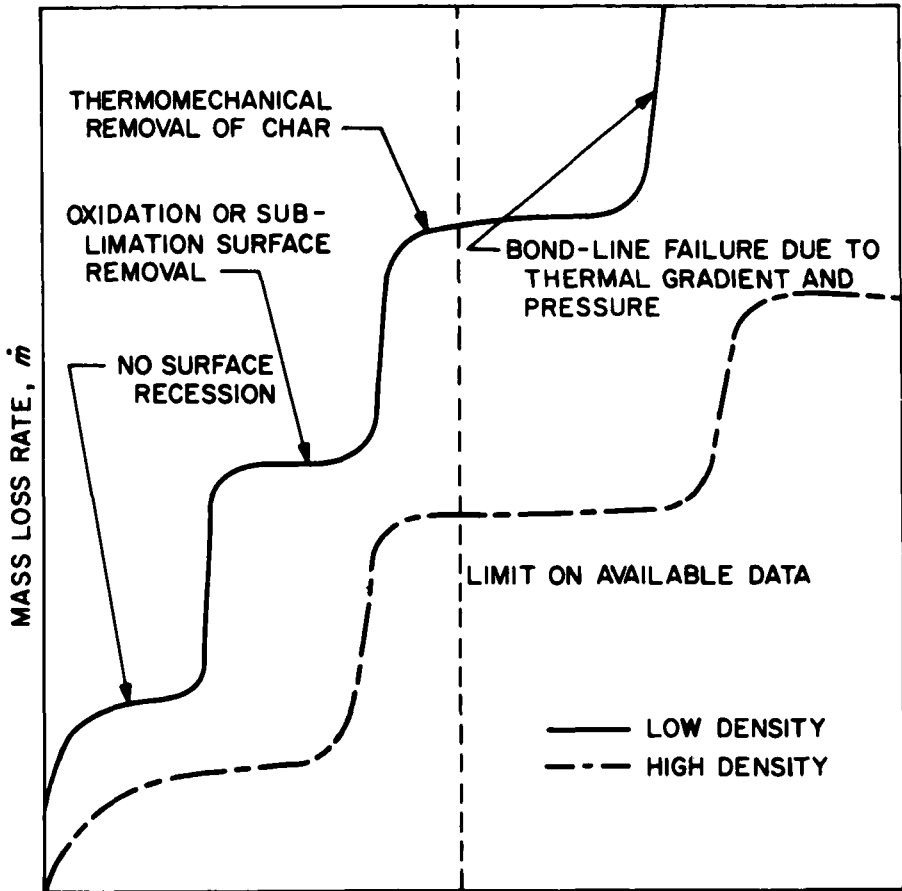 THERMOMECHANICAL
REMOVAL OF CHAR
OXIDATION OR SUB-
LIMATION SURFACE
REMOVAL
NO SURFACE
RECESSION
BOND-LINE FAILURE DUE TO
THERMAL GRADIENT AND
PRESSURE
MASS LOSS RATE, ṁ
LIMIT ON AVAILABLE DATA
LOW DENSITY
HIGH DENSITY